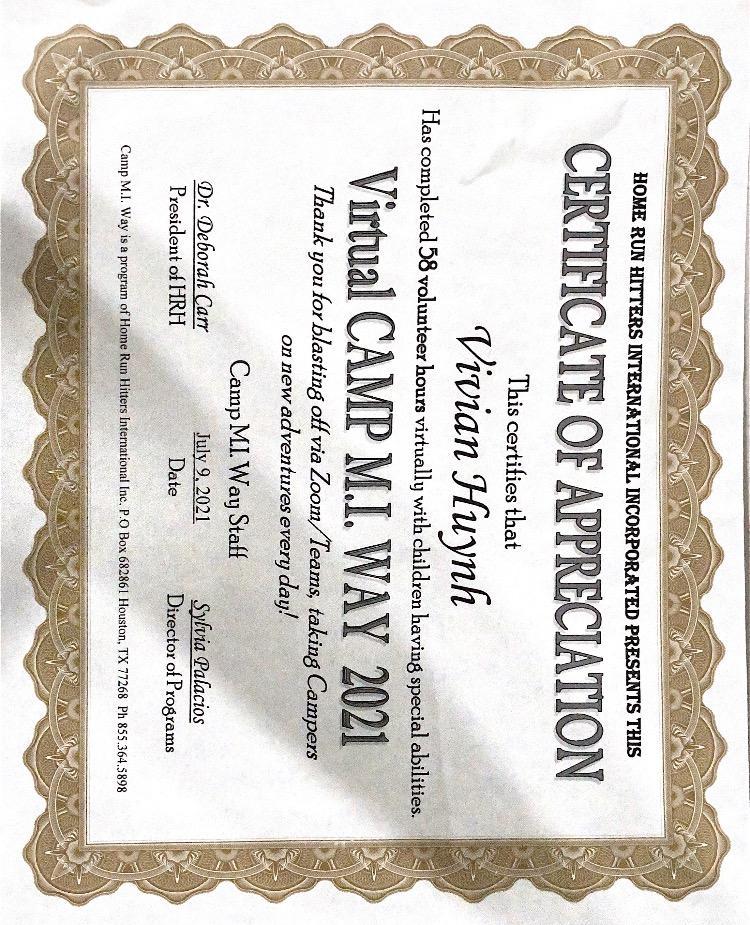 HOME RUN HITTERS INTERNATIONAL INCORPORATED PRESENTS THIS
CERTIFICATE OF APPRECIATION
This certifies that
Vivian Huynh
Has completed 58 volunteer hours virtually with children having special abilities.
Virtual CAMP M.I. WAY 2021
Thank you for blasting off via Zoom/Teams, taking Campers
on new adventures every day!
Camp M.I. Way Staff
Dr. Deborah Carr July 9, 2021 Sylvia Palacios
President of HRH Date Director of Programs
Camp M.I. Way is a program of Home Run Hitters International Inc. P.O Box 682861 Houston, TX 77268 Ph 855.364.5898